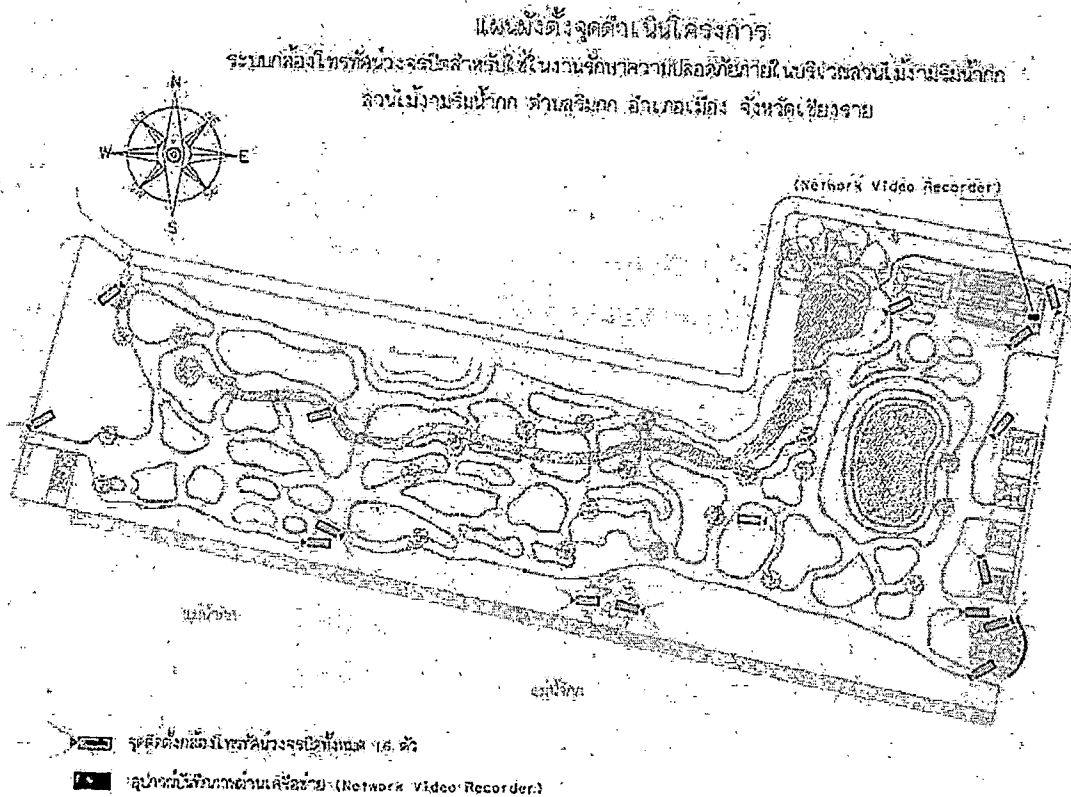 แผนผังตั้งจุดดำเนินโครงการ
ระบบกล้องโทรทัศน์วงจรปิดสำหรับใช้ในงานรักษาความปลอดภัยภายในบริเวณสวนไม้งามริมน้ำกก
สวนไม้งามริมน้ำกก ตำบลริมกก อำเภอเมือง จังหวัดเชียงราย
N
W
E
S
(Network Video Recorder)
แม่น้ำกก
แม่น้ำกก
จุดติดตั้งกล้องโทรทัศน์วงจรปิดทั้งหมด 16 ตัว
อุปกรณ์บันทึกภาพผ่านเครือข่าย (Network Video Recorder)